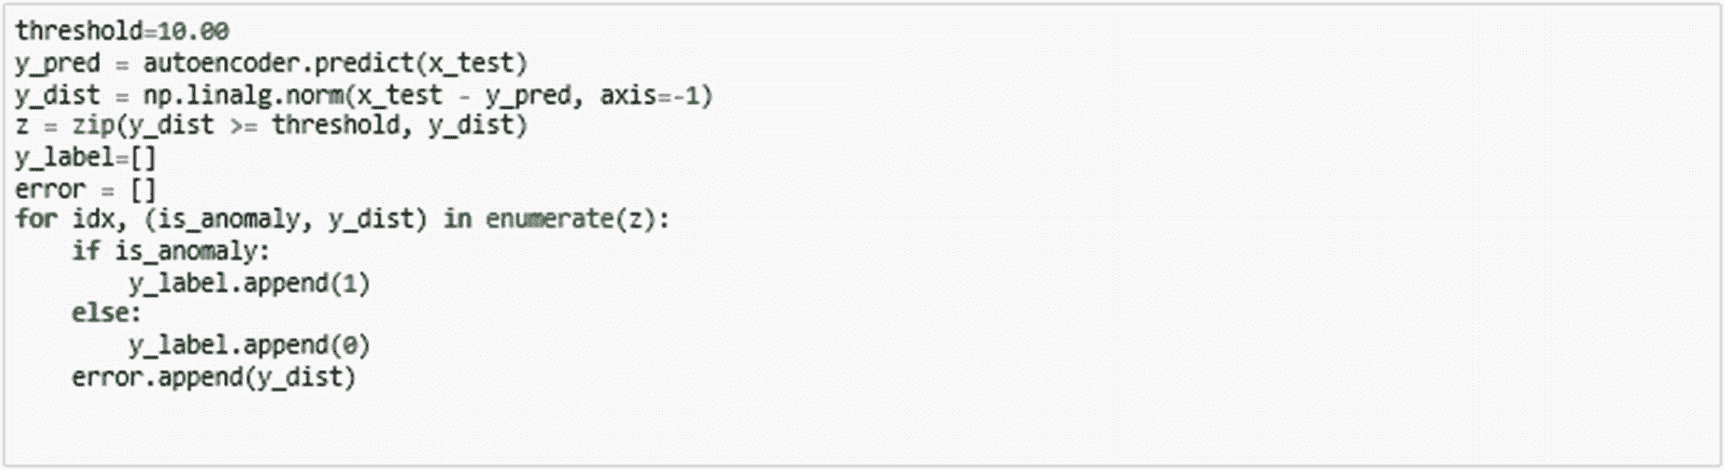 threshold=10.00
y_pred = autoencoder.predict(x_test)
y_dist = np.linalg.norm(x_test - y_pred, axis=-1)
z = zip(y_dist >= threshold, y_dist)
y_label=[]
error = []
for idx, (is_anomaly, y_dist) in enumerate(z):
    if is_anomaly:
        y_label.append(1)
    else:
        y_label.append(0)
    error.append(y_dist)